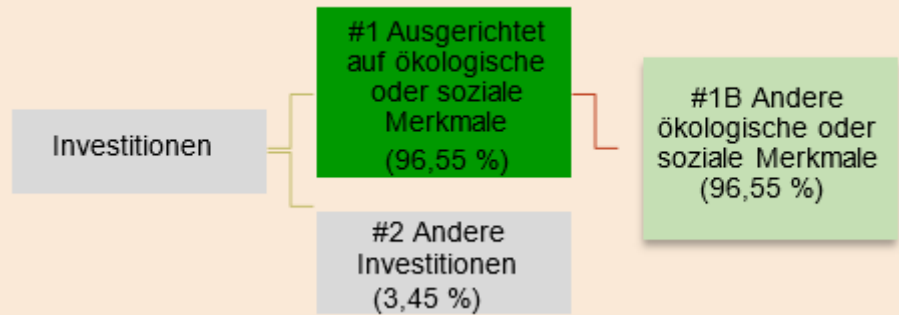 Investitionen
#1 Ausgerichtet
auf ökologische
oder soziale
Merkmale
(96,55 %)
#2 Andere
Investitionen
(3,45 %)
#1B Andere
ökologische oder
soziale Merkmale
(96,55 %)